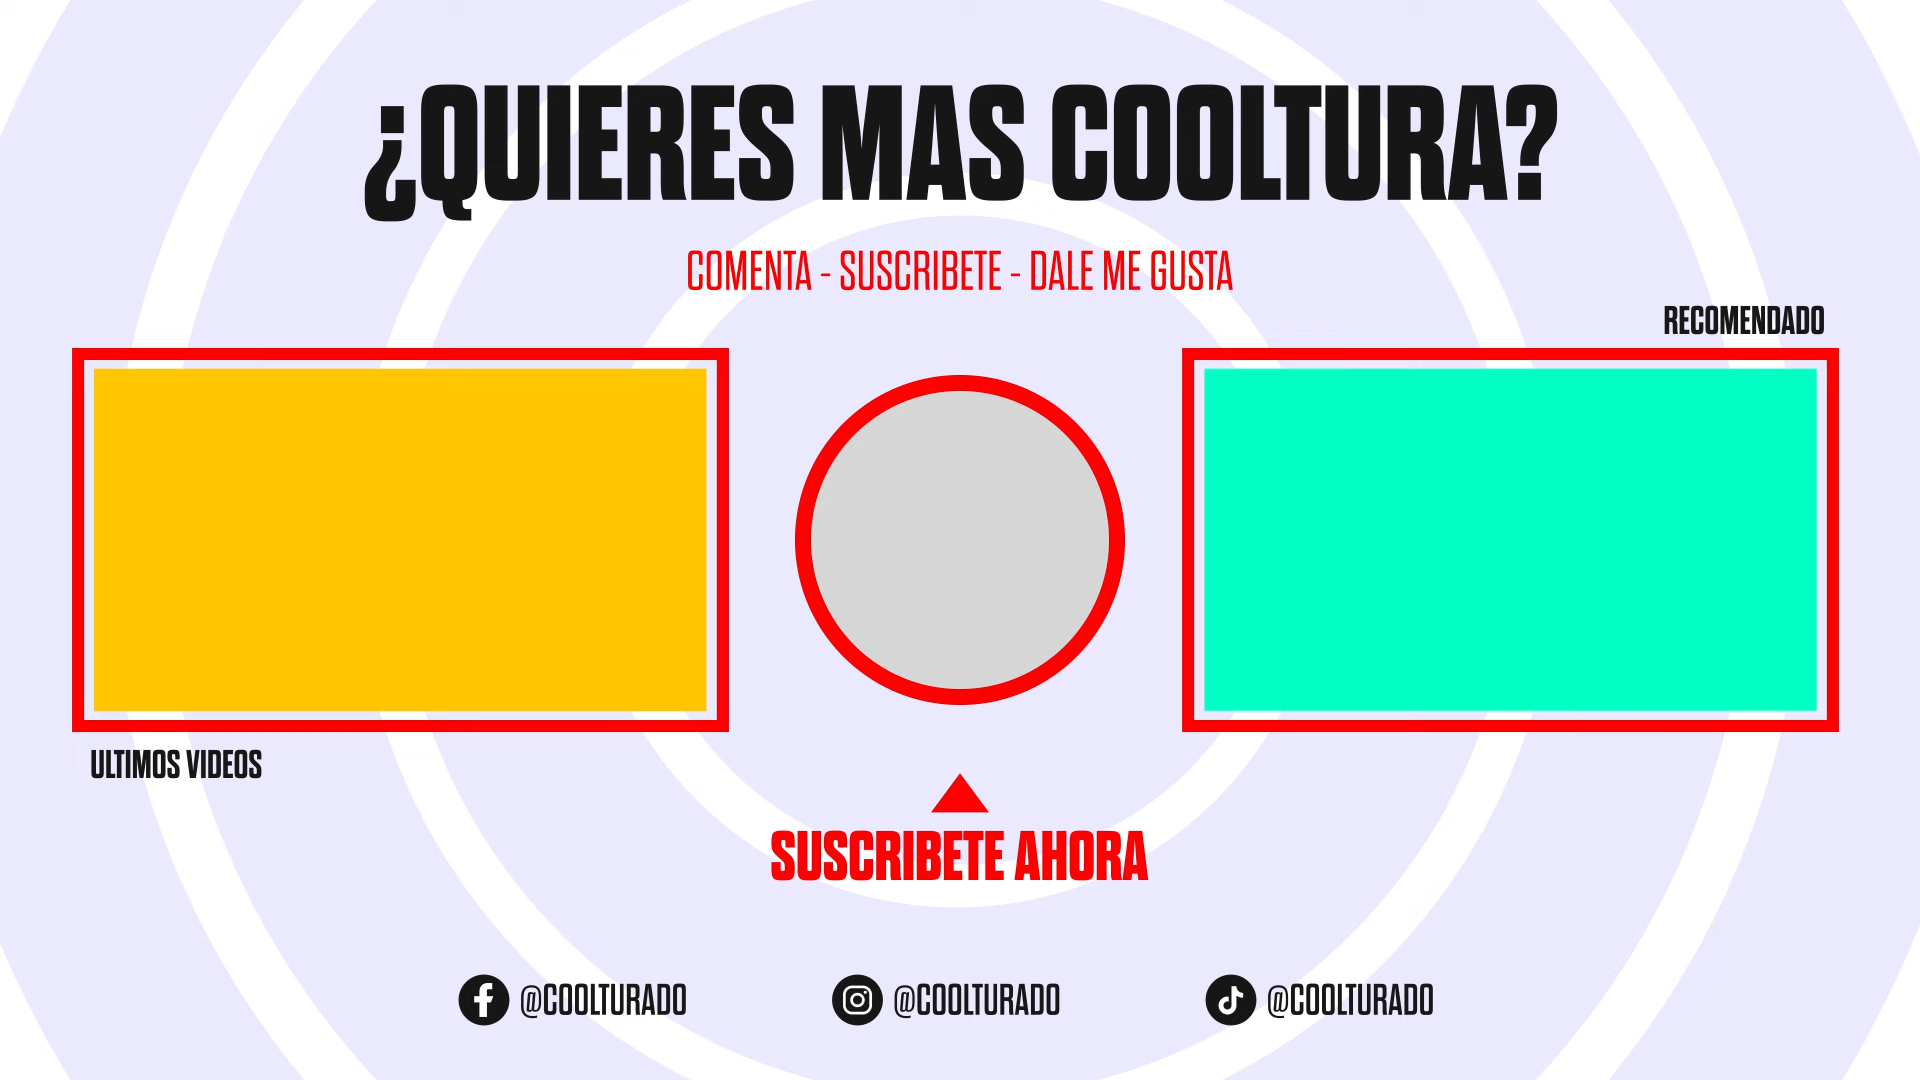 ¿QUIERES MAS COOLTURA?
COMENTA - SUSCRIBETE - DALE ME GUSTA
RECOMENDADO
ULTIMOS VIDEOS
SUSCRIBETE AHORA
@COOLTURADO @COOLTURADO @COOLTURADO